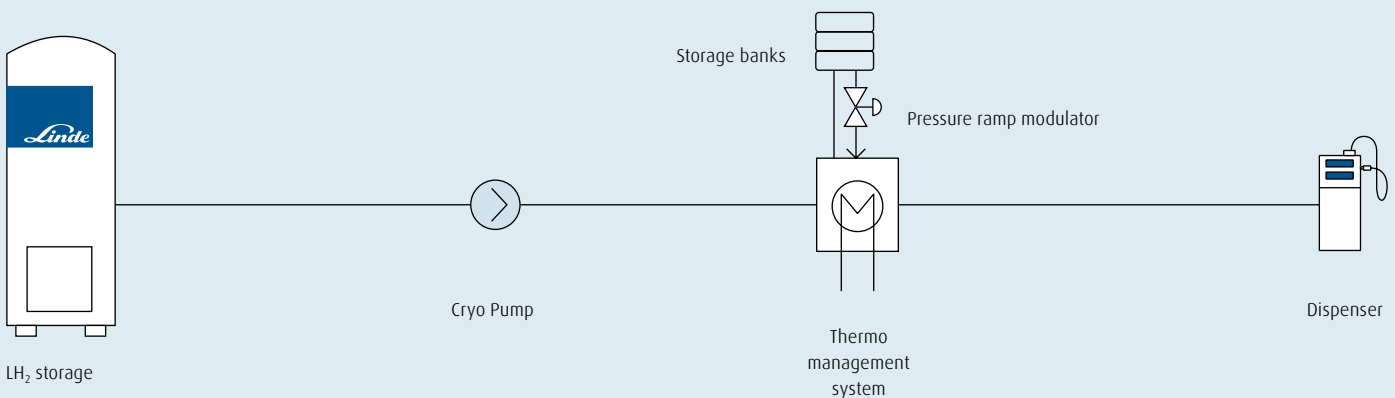 Storage banks
Pressure ramp modulator
Linde
Cryo Pump
Dispenser
Thermo
management
system
LH₂ storage